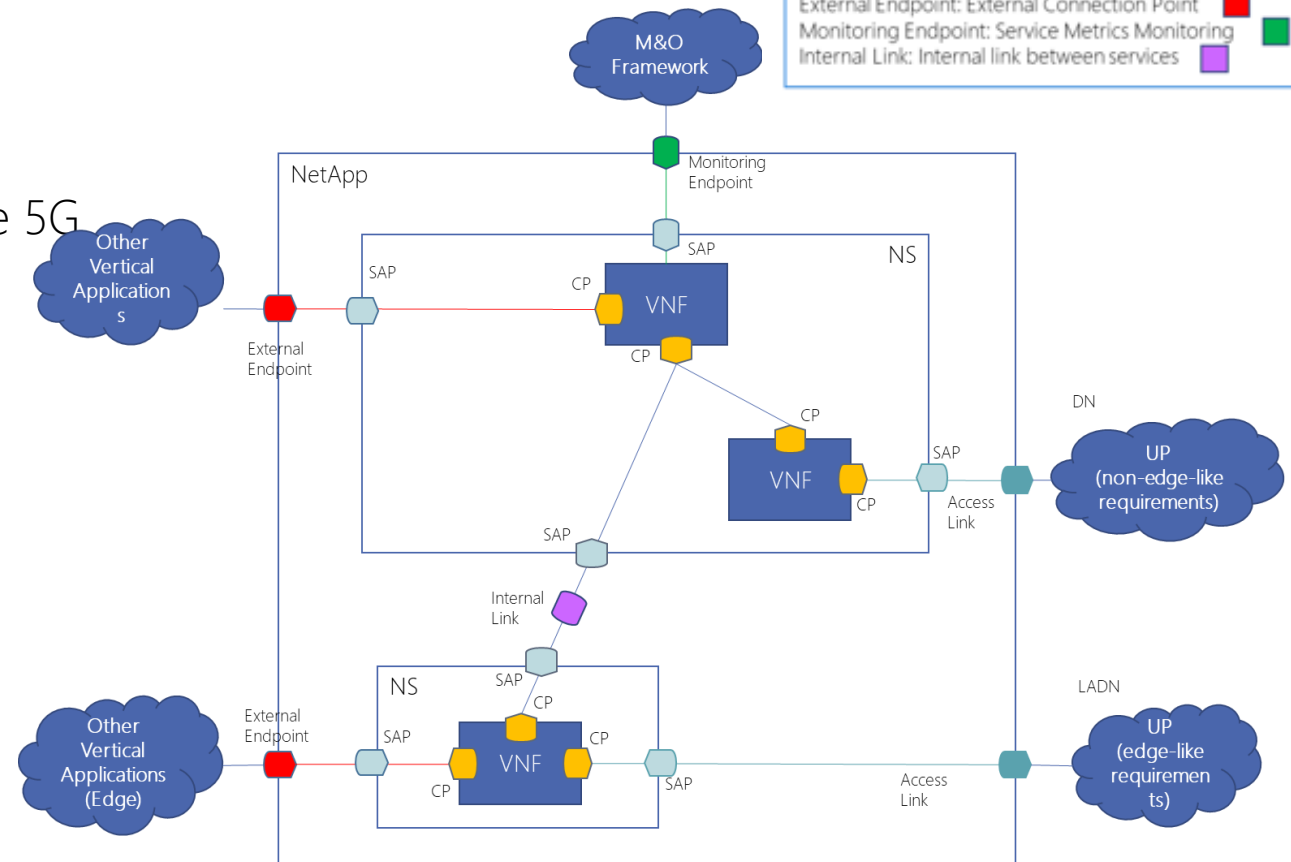 External Endpoint: External Connection Point
Monitoring Endpoint: Service Metrics Monitoring
Internal Link: Internal link between services
M&O
Framework
NetApp
Monitoring
Endpoint
e 5G
Other
Vertical
Application
s
SAP
SAP
NS
CP
VNF
External
Endpoint
CP
DN
CP
UP
(non-edge-like
requirements)
SAP
VNF
CP
Access
Link
SAP
Internal
Link
SAP
NS
CP
LADN
Other
Vertical
Applications
(Edge)
External
Endpoint
SAP
CP
VNF
CP
SAP
Access
Link
UP
(edge-like
requiremen
ts)